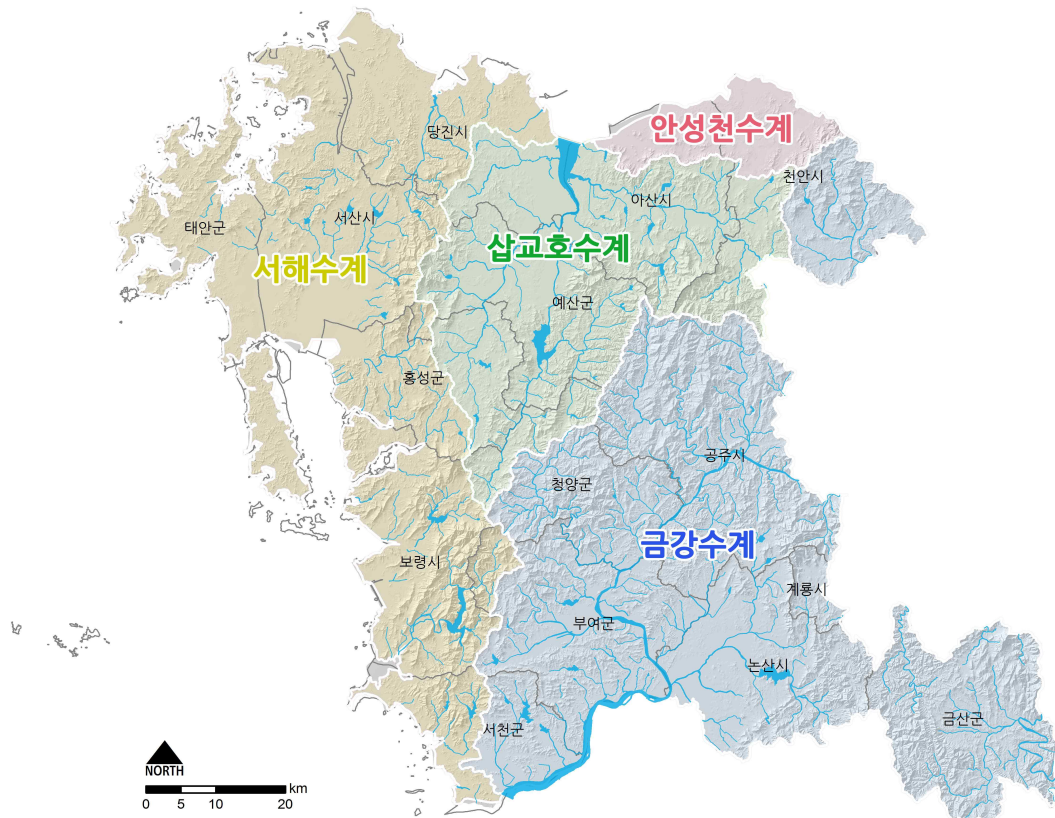 안성천수계
당진시
천안시
아산시
태안군
서산시
삽교호수계
서해수계
예산군
홍성군
공주시
청양군
금강수계
보령시
계룡시
부여군
논산시
금산군
서천군
NORTH
km
0 5 10 20